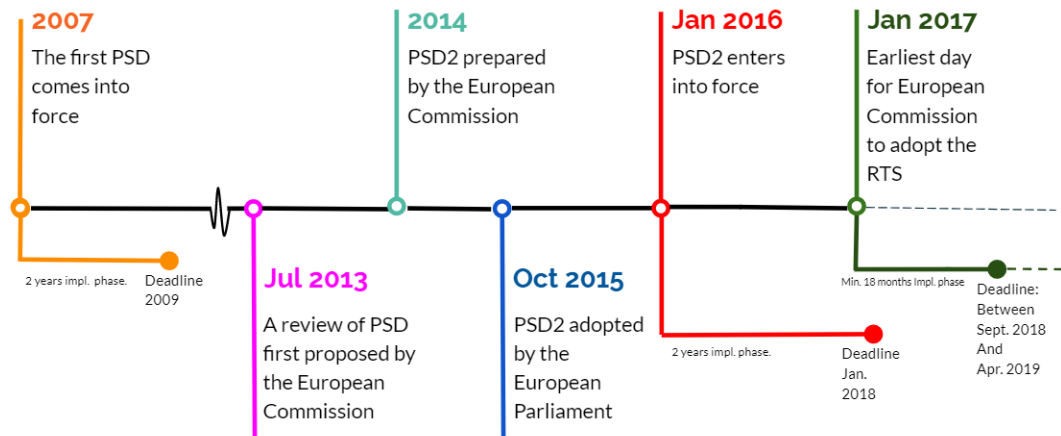 2007
The first PSD
comes into
force
2 years impl. phase.
Deadline
2009
Jul 2013
A review of PSD
first proposed by
the European
Commission
2014
PSD2 prepared
by the European
Commission
Oct 2015
PSD2 adopted
by the
European
Parliament
Jan 2016
PSD2 enters
into force
2 years impl. phase.
Deadline
Jan.
2018
Jan 2017
Earliest day
for European
Commission
to adopt the
RTS
Min. 18 months Impl. phase
Deadline:
Between
Sept. 2018
And
Apr. 2019